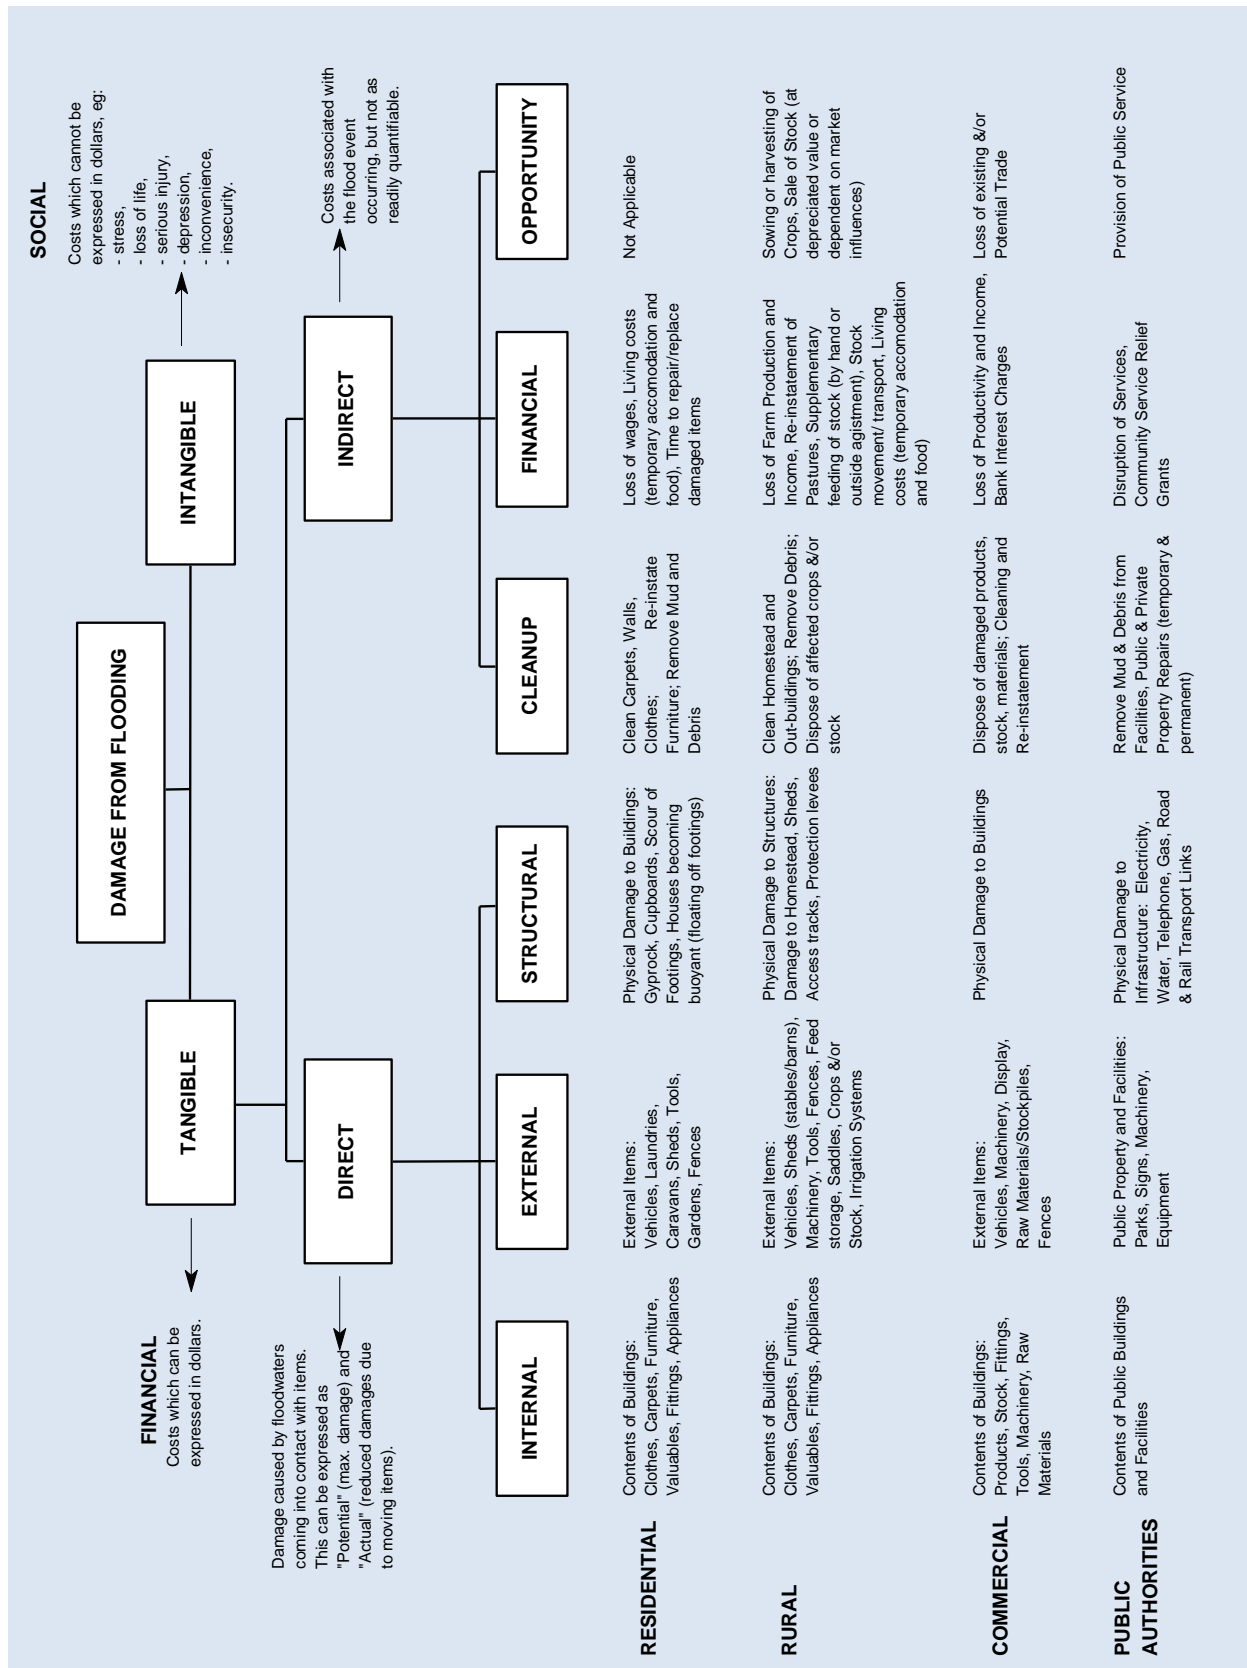 DAMAGE FROM FLOODING
FINANCIAL
Costs which can be
expressed in dollars.
TANGIBLE
INTANGIBLE
SOCIAL
Costs which cannot be
expressed in dollars, eg:
- stress,
- loss of life,
- serious injury,
- depression,
- inconvenience,
- insecurity.
Damage caused by floodwaters
coming into contact with items.
This can be expressed as
"Potential" (max. damage) and
"Actual" (reduced damages due
to moving items).
DIRECT
INDIRECT
Costs associated with
the flood event
occurring, but not as
readily quantifiable.
INTERNAL
EXTERNAL
STRUCTURAL
CLEANUP
FINANCIAL
OPPORTUNITY
RESIDENTIAL
Contents of Buildings:
Clothes, Carpets, Furniture,
Valuables, Fittings, Appliances
External Items:
Vehicles, Laundries,
Caravans, Sheds, Tools,
Gardens, Fences
Physical Damage to Buildings:
Gyprock, Cupboards, Scour of
Footings, Houses becoming
buoyant (floating off footings)
Clean Carpets, Walls,
Clothes; Re-instate
Furniture; Remove Mud and
Debris
Loss of wages, Living costs
(temporary accomodation and
food), Time to repair/replace
damaged items
Not Applicable
RURAL
Contents of Buildings:
Clothes, Carpets, Furniture,
Valuables, Fittings, Appliances
External Items:
Vehicles, Sheds (stables/barns),
Machinery, Tools, Fences, Feed
storage, Saddles, Crops &/or
Stock, Irrigation Systems
Physical Damage to Structures:
Damage to Homestead, Sheds,
Access tracks, Protection levees
Clean Homestead and
Out-buildings; Remove Debris;
Dispose of affected crops &/or
stock
Loss of Farm Production and
Income, Re-instatement of
Pastures, Supplementary
feeding of stock (by hand or
outside agistment), Stock
movement/ transport, Living
costs (temporary accomodation
and food)
Sowing or harvesting of
Crops, Sale of Stock (at
depreciated value or
dependent on market
influences)
COMMERCIAL
Contents of Buildings:
Products, Stock, Fittings,
Tools, Machinery, Raw
Materials
External Items:
Vehicles, Machinery, Display,
Raw Materials/Stockpiles,
Fences
Physical Damage to Buildings
Dispose of damaged products,
stock, materials; Cleaning and
Re-instatement
Loss of Productivity and Income,
Bank Interest Charges
Loss of existing &/or
Potential Trade
PUBLIC
AUTHORITIES
Contents of Public Buildings
and Facilities
Public Property and Facilities:
Parks, Signs, Machinery,
Equipment
Physical Damage to
Infrastructure: Electricity,
Water, Telephone, Gas, Road
& Rail Transport Links
Remove Mud & Debris from
Facilities, Public & Private
Property Repairs (temporary &
permanent)
Disruption of Services,
Community Service Relief
Grants
Provision of Public Service